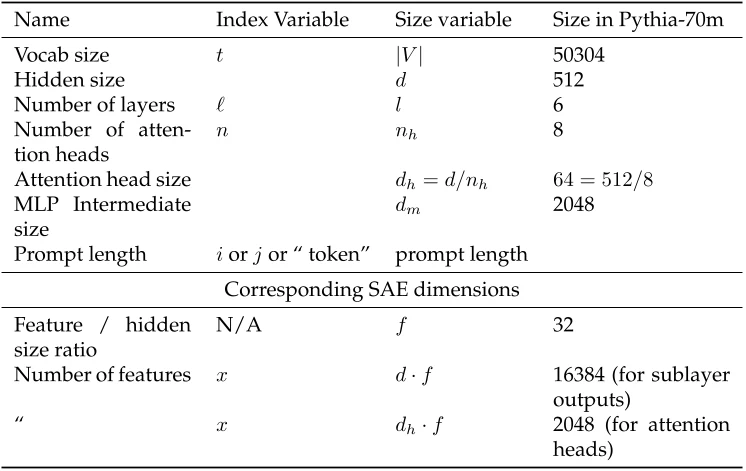 Name Index Variable Size variable Size in Pythia-70m
Vocab size t |V| 50304
Hidden size d 512
Number of layers ℓ l 6
Number of atten- n n_h 8
tion heads
Attention head size d_h = d/n_h 64 = 512/8
MLP Intermediate d_m 2048
size
Prompt length i or j or “ token” prompt length
Corresponding SAE dimensions
Feature / hidden N/A f 32
size ratio
Number of features x d · f 16384 (for sublayer
outputs)
“ x d_h · f 2048 (for attention
heads)